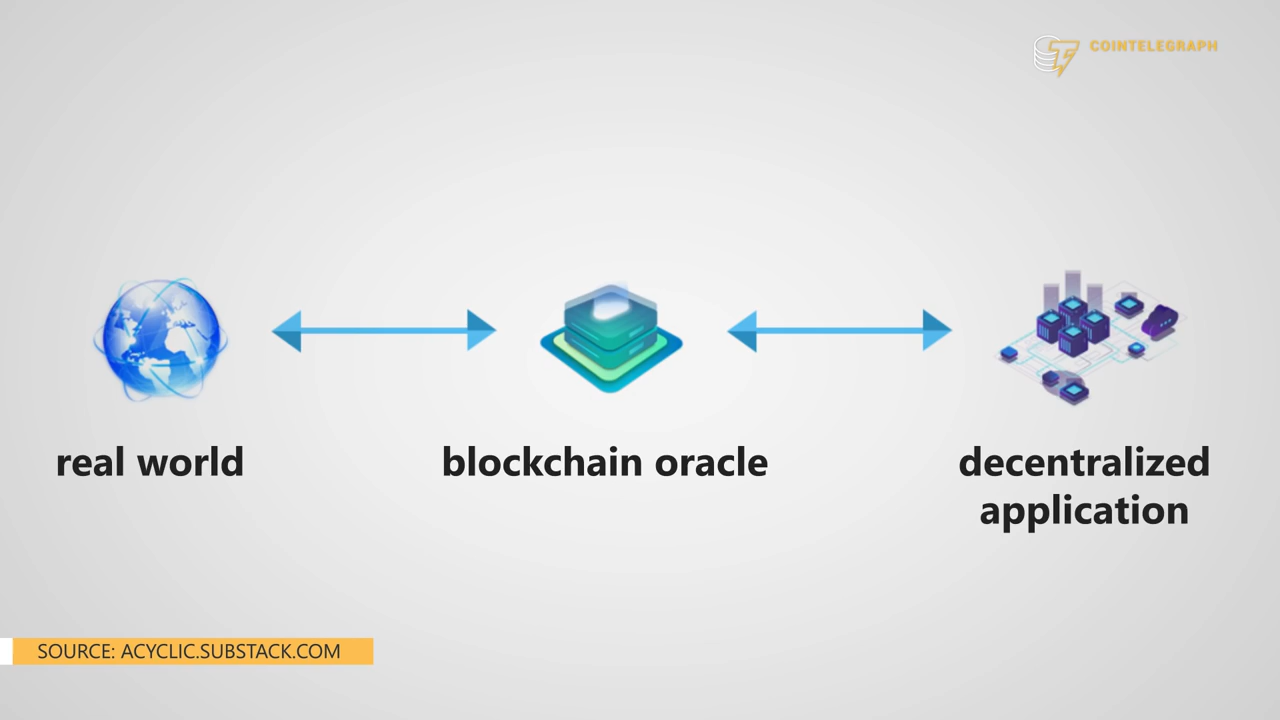 COINTELEGRAPH
real world
blockchain oracle
decentralized
application
SOURCE: ACYCLIC.SUBSTACK.COM